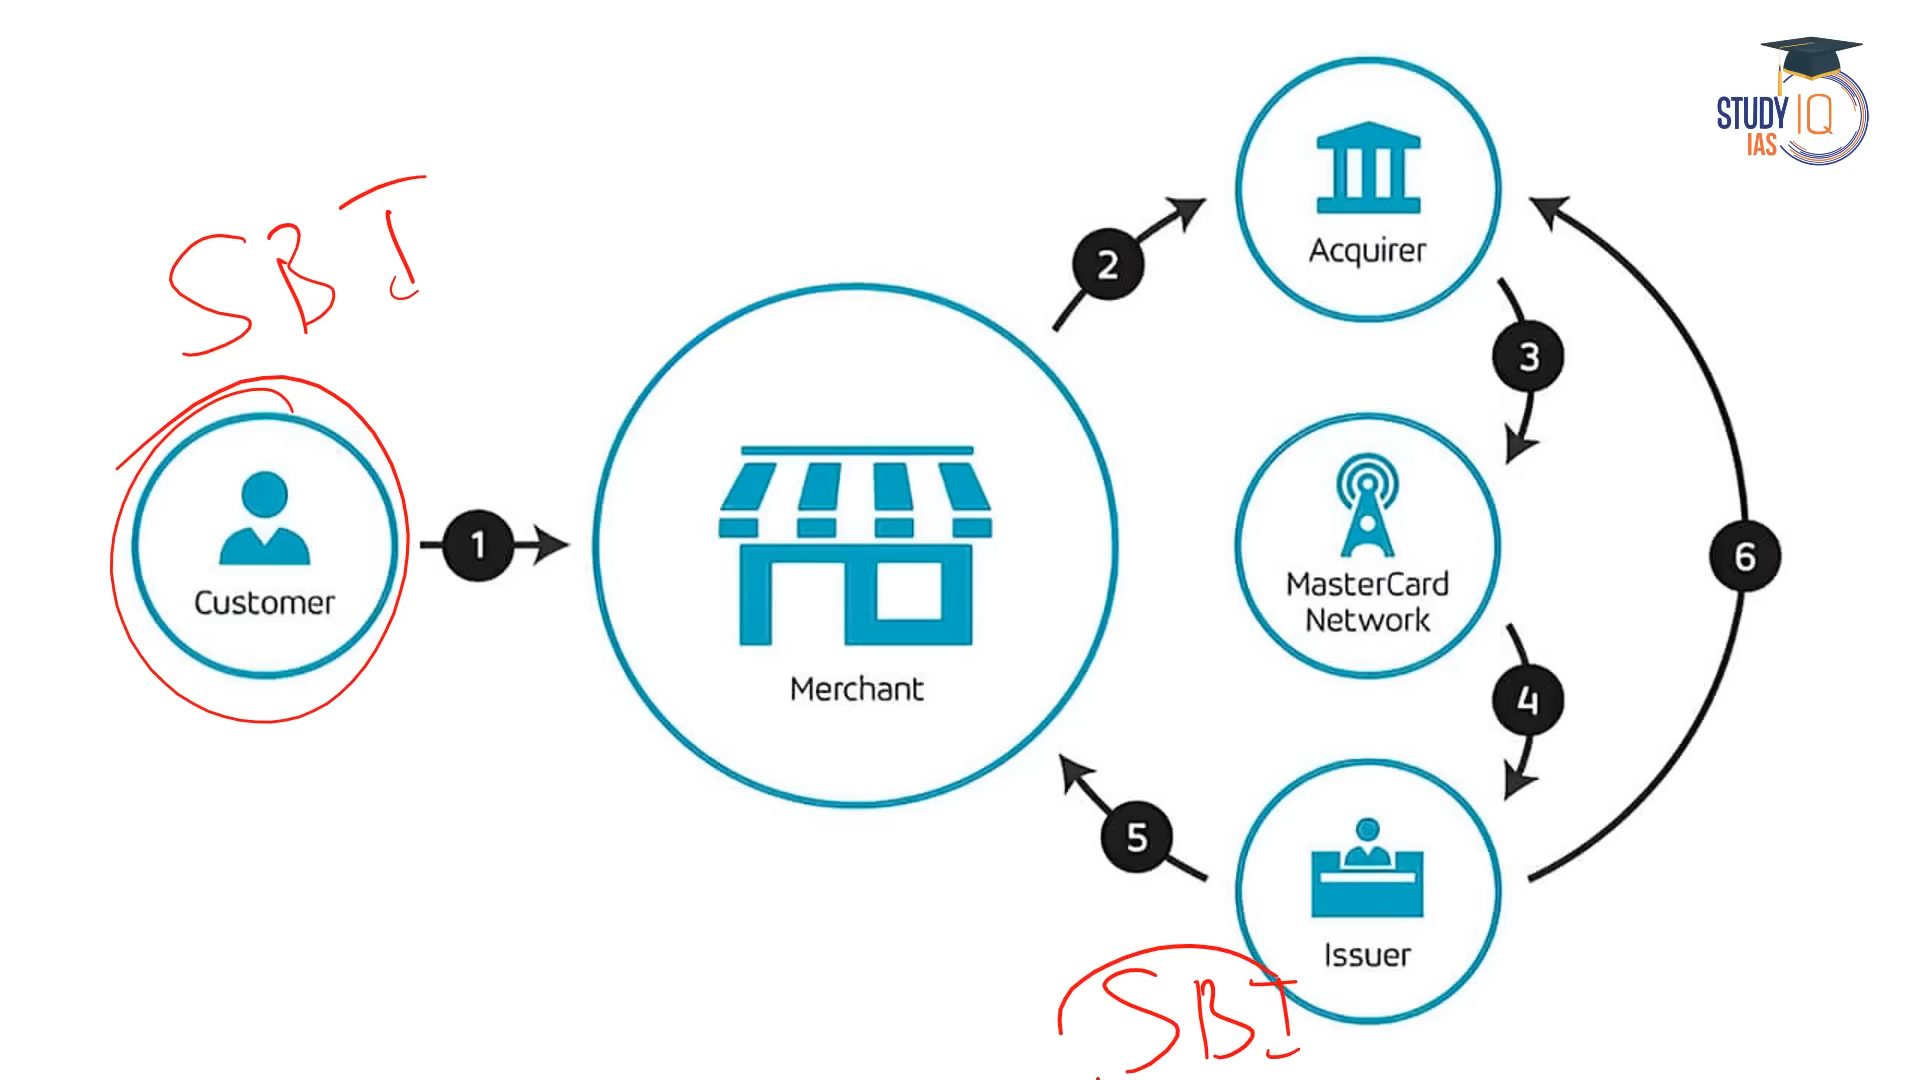 STUDY IQ
IAS
SBI
Customer
1
Merchant
2
Acquirer
3
MasterCard
Network
4
5
Issuer
6
SBI